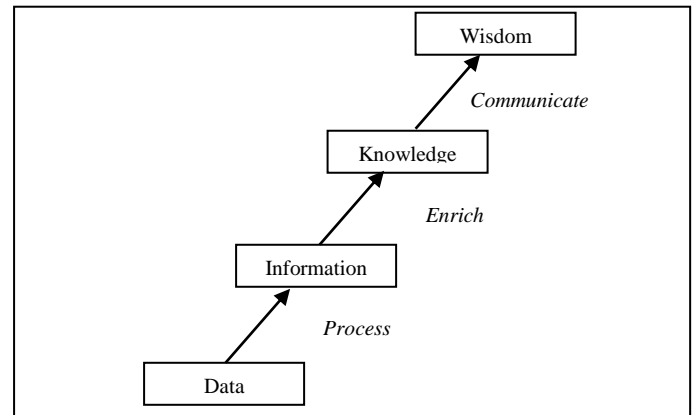 Wisdom
Communicate
Knowledge
Enrich
Information
Process
Data